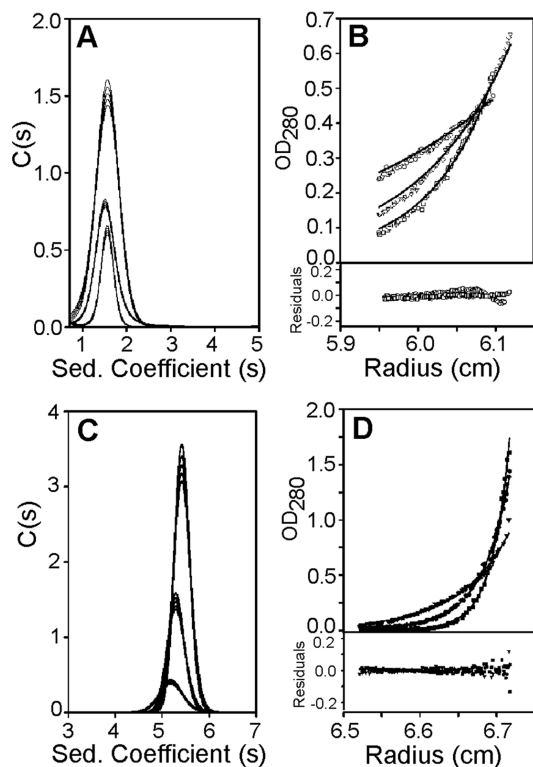 A
2.0
1.5
1.0
0.5
0.0
C(s)
1 2 3 4 5
Sed. Coefficient (s)
B
0.7
0.6
0.5
0.4
0.3
0.2
0.1
0.0
OD280
0.2
0.0
-0.2
Residuals
5.9 6.0 6.1
Radius (cm)
C
4
3
2
1
0
C(s)
3 4 5 6 7
Sed. Coefficient (s)
D
2.0
1.5
1.0
0.5
0.0
OD280
0.2
0.0
-0.2
Residuals
6.5 6.6 6.7
Radius (cm)